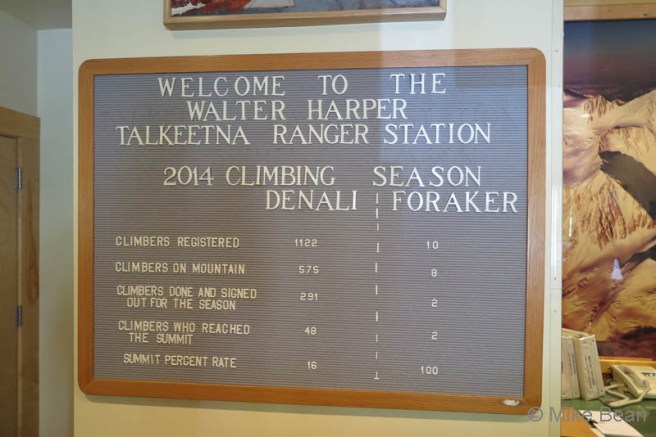 WELCOME TO THE
WALTER HARPER
TALKEETNA RANGER STATION
2014 CLIMBING SEASON
DENALI FORAKER
CLIMBERS REGISTERED 1122 10
CLIMBERS ON MOUNTAIN 575 8
CLIMBERS DONE AND SIGNED
OUT FOR THE SEASON 291 2
CLIMBERS WHO REACHED
THE SUMMIT 48 2
SUMMIT PERCENT RATE 16 100
© Mike Bean